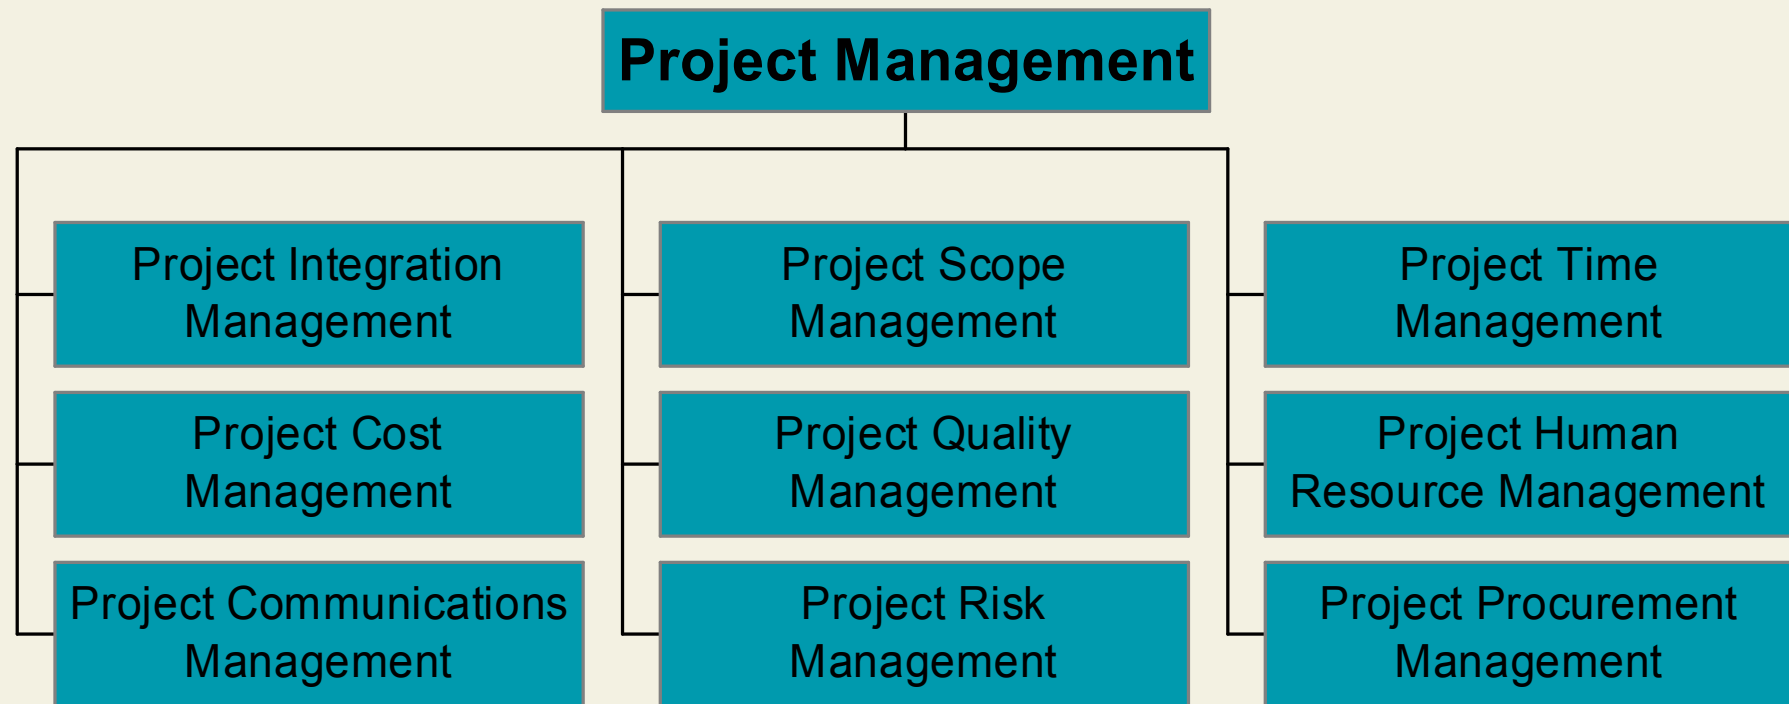 Project Management
Project Integration
Management
Project Scope
Management
Project Time
Management
Project Cost
Management
Project Quality
Management
Project Human
Resource Management
Project Communications
Management
Project Risk
Management
Project Procurement
Management